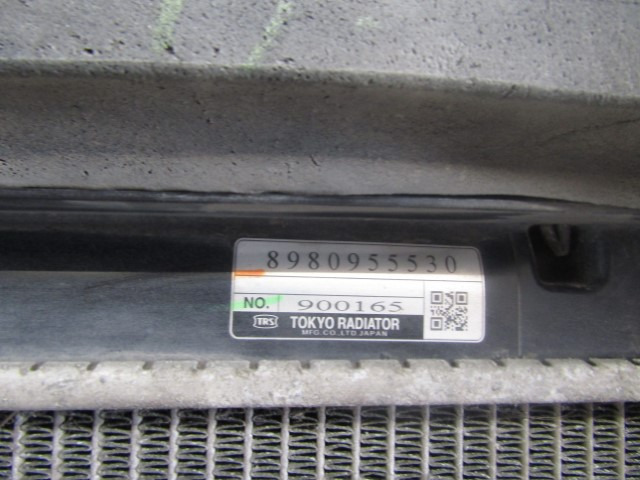 8980955530
NO. 900165
TRS TOKYO RADIATOR
MFG.CO.,LTD.JAPAN